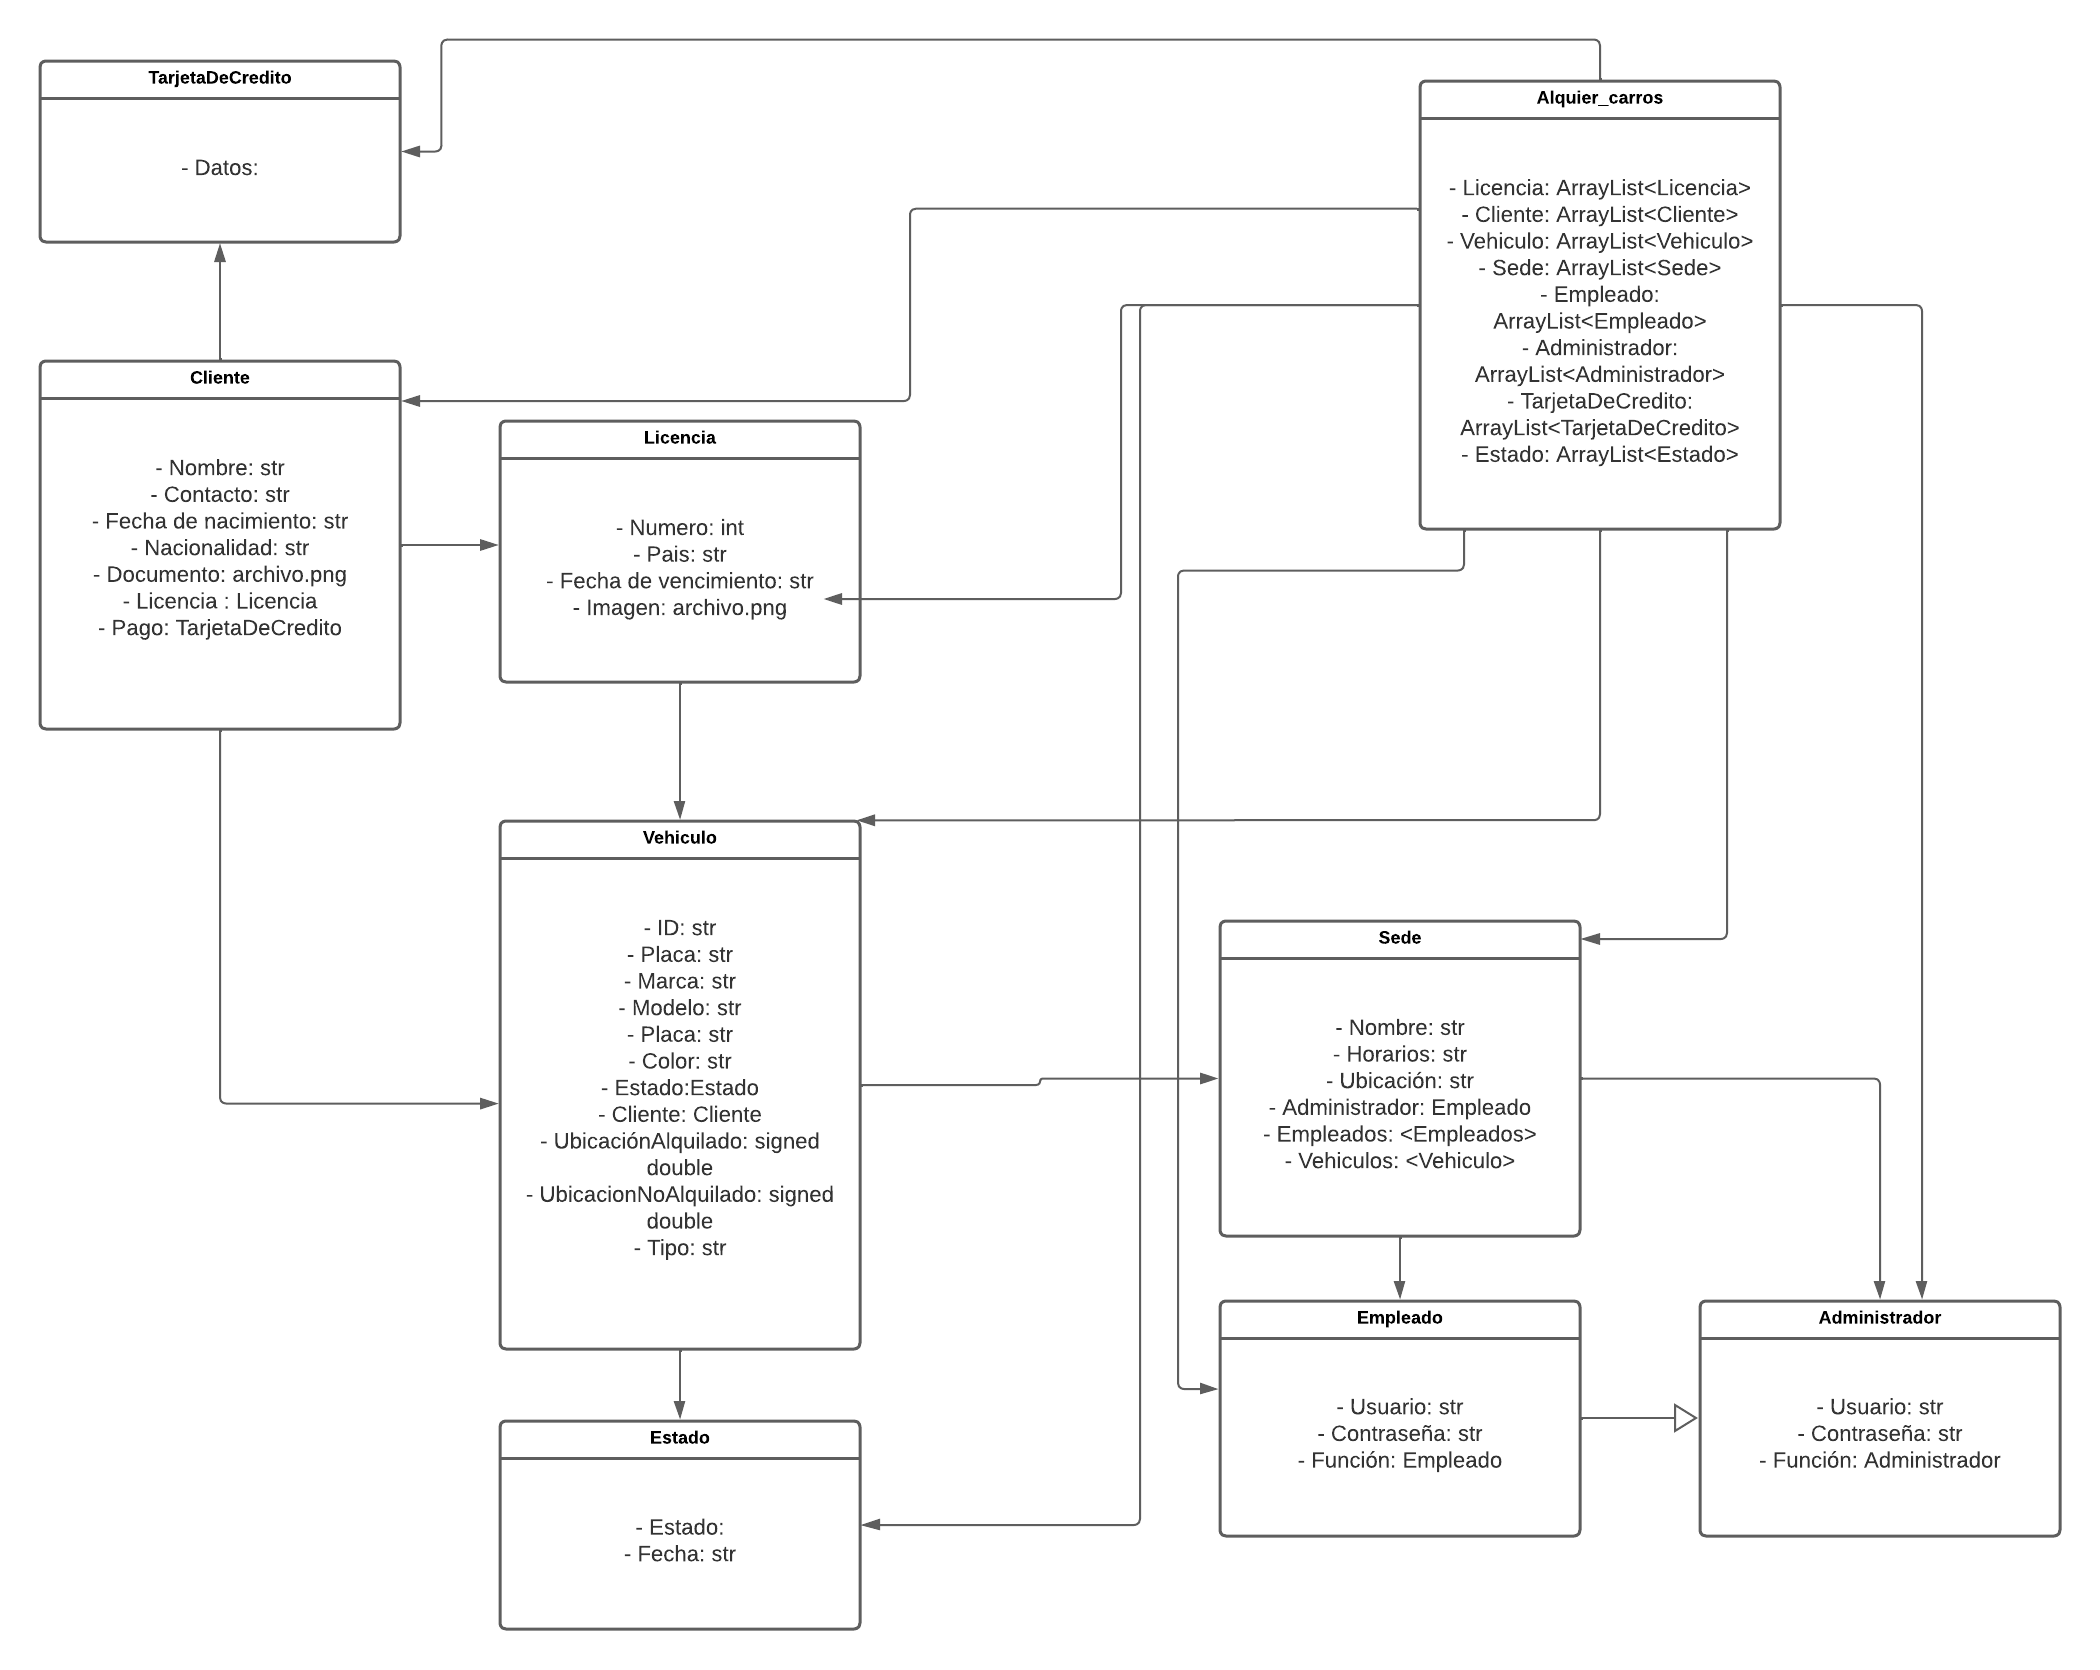 TarjetaDeCredito
- Datos:
Alquier_carros
- Licencia: ArrayList<Licencia>
- Cliente: ArrayList<Cliente>
- Vehiculo: ArrayList<Vehiculo>
- Sede: ArrayList<Sede>
- Empleado:
ArrayList<Empleado>
- Administrador:
ArrayList<Administrador>
- TarjetaDeCredito:
ArrayList<TarjetaDeCredito>
- Estado: ArrayList<Estado>
Cliente
- Nombre: str
- Contacto: str
- Fecha de nacimiento: str
- Nacionalidad: str
- Documento: archivo.png
- Licencia : Licencia
- Pago: TarjetaDeCredito
Licencia
- Numero: int
- Pais: str
- Fecha de vencimiento: str
- Imagen: archivo.png
Vehiculo
- ID: str
- Placa: str
- Marca: str
- Modelo: str
- Placa: str
- Color: str
- Estado:Estado
- Cliente: Cliente
- UbicaciónAlquilado: signed
double
- UbicacionNoAlquilado: signed
double
- Tipo: str
Sede
- Nombre: str
- Horarios: str
- Ubicación: str
- Administrador: Empleado
- Empleados: <Empleados>
- Vehiculos: <Vehiculo>
Empleado
- Usuario: str
- Contraseña: str
- Función: Empleado
Administrador
- Usuario: str
- Contraseña: str
- Función: Administrador
Estado
- Estado:
- Fecha: str